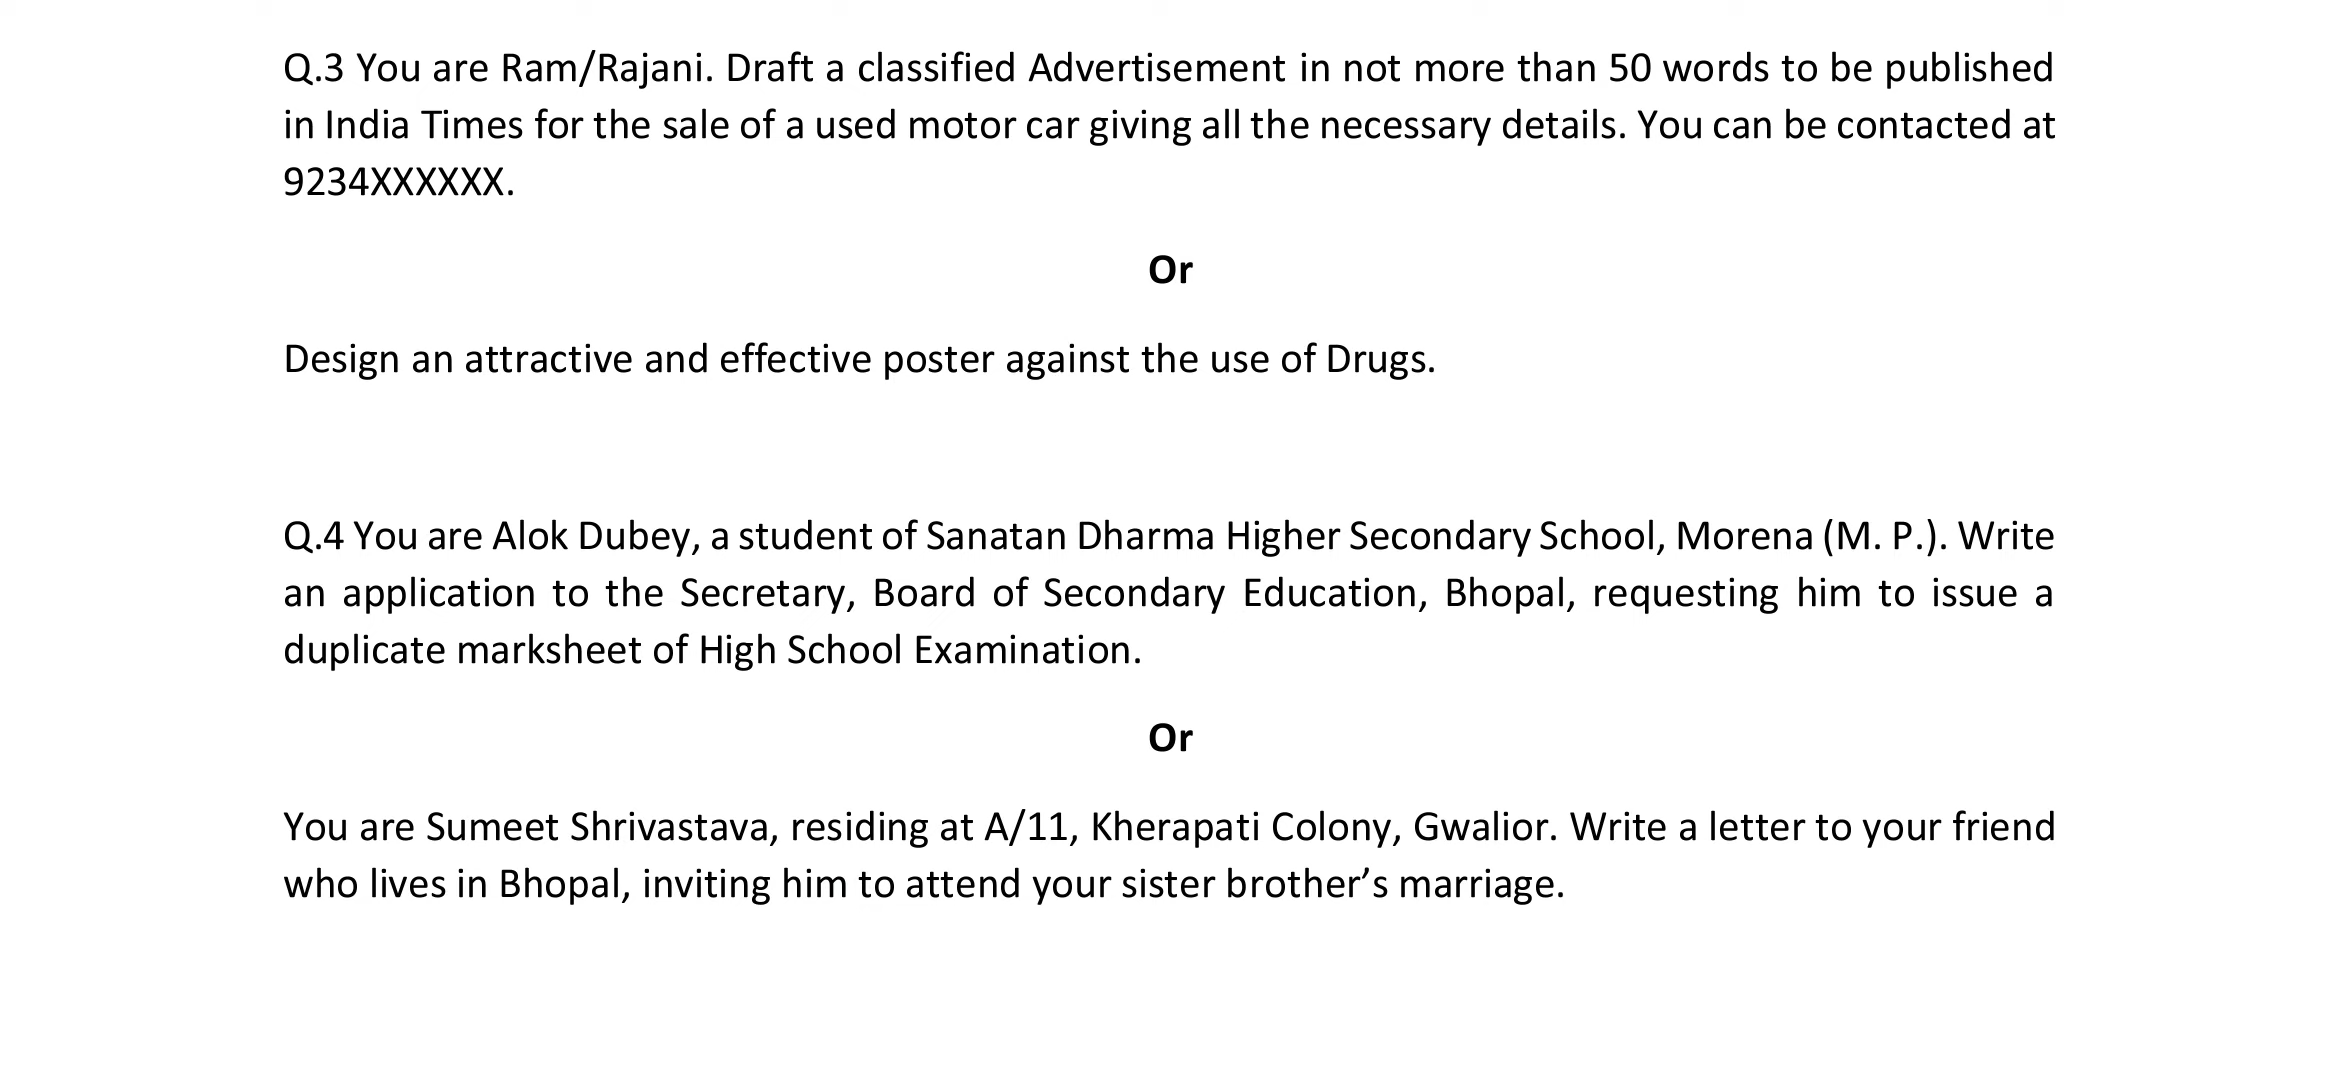 Q.3 You are Ram/Rajani. Draft a classified Advertisement in not more than 50 words to be published
in India Times for the sale of a used motor car giving all the necessary details. You can be contacted at
9234XXXXXX.
Or
Design an attractive and effective poster against the use of Drugs.
Q.4 You are Alok Dubey, a student of Sanatan Dharma Higher Secondary School, Morena (M. P.). Write
an application to the Secretary, Board of Secondary Education, Bhopal, requesting him to issue a
duplicate marksheet of High School Examination.
Or
You are Sumeet Shrivastava, residing at A/11, Kherapati Colony, Gwalior. Write a letter to your friend
who lives in Bhopal, inviting him to attend your sister brother’s marriage.